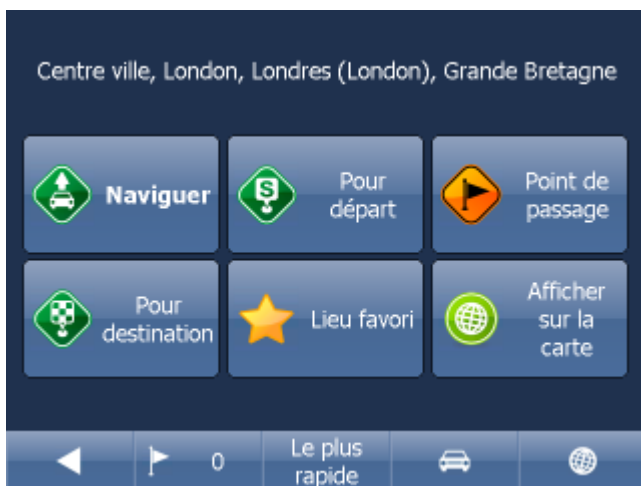 Centre ville, London, Londres (London), Grande Bretagne
Naviguer
S
Pour
départ
Point de
passage
Pour
destination
Lieu favori
Afficher
sur la
carte
0
Le plus
rapide